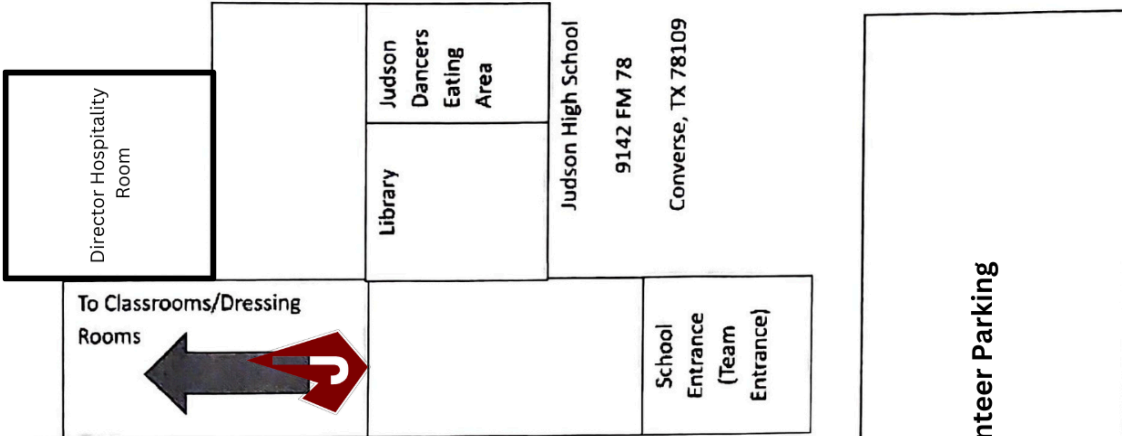 Director Hospitality
Room
Judson
Dancers
Eating
Area
Library
Judson High School
9142 FM 78
Converse, TX 78109
To Classrooms/Dressing
Rooms
J
School
Entrance
(Team
Entrance)
Parking